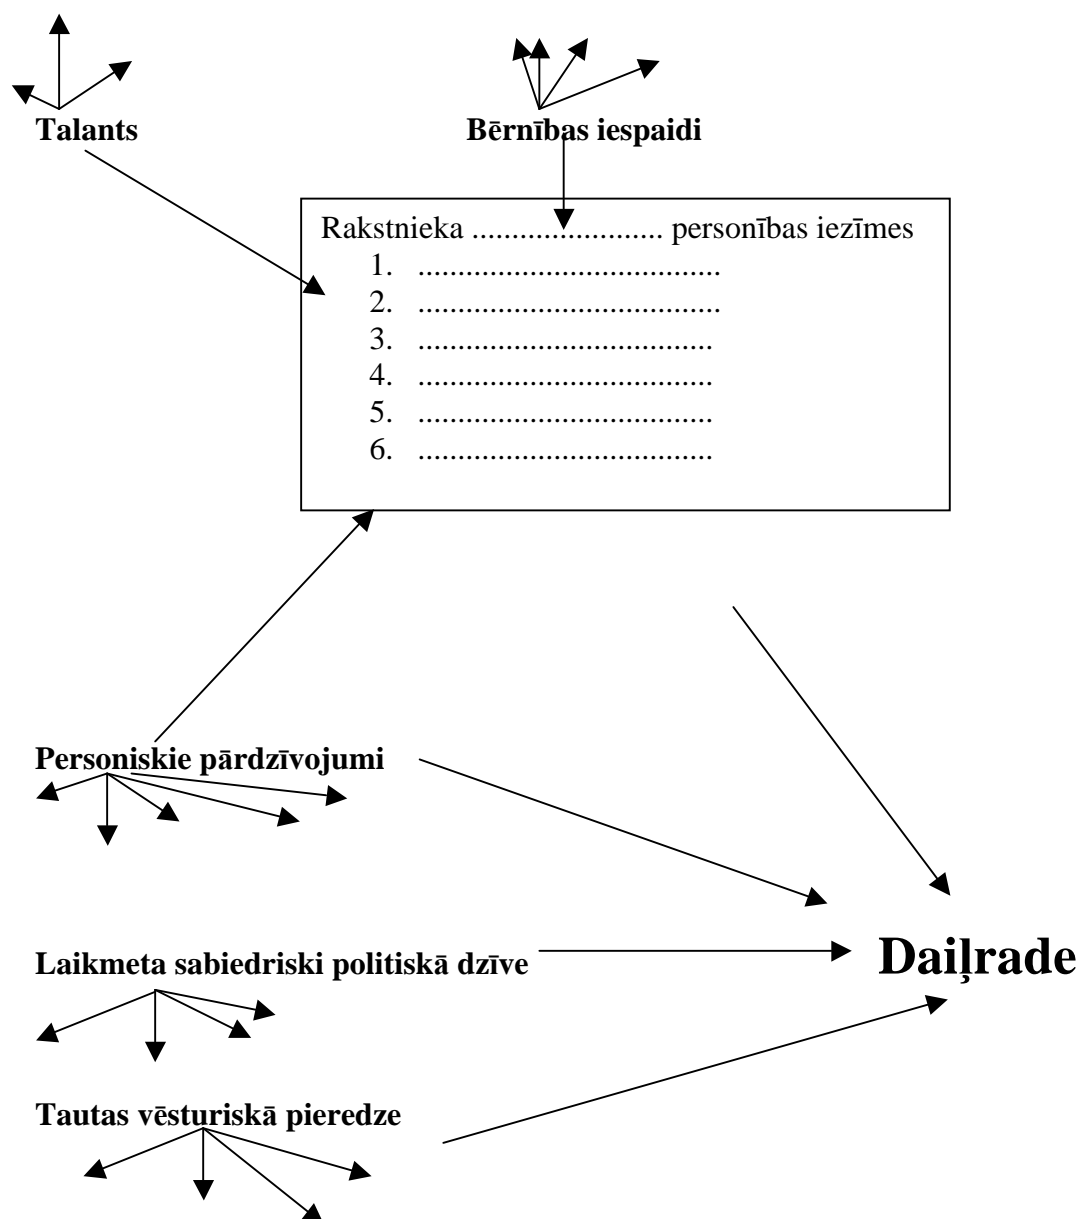 Talants
Bērnības iespaidi
Rakstnieka ........................ personības iezīmes
1. ......................................
2. ......................................
3. .....................................
4. .....................................
5. .....................................
6. .....................................
Personiskie pārdzīvojumi
Laikmeta sabiedriski politiskā dzīve
Daiļrade
Tautas vēsturiskā pieredze